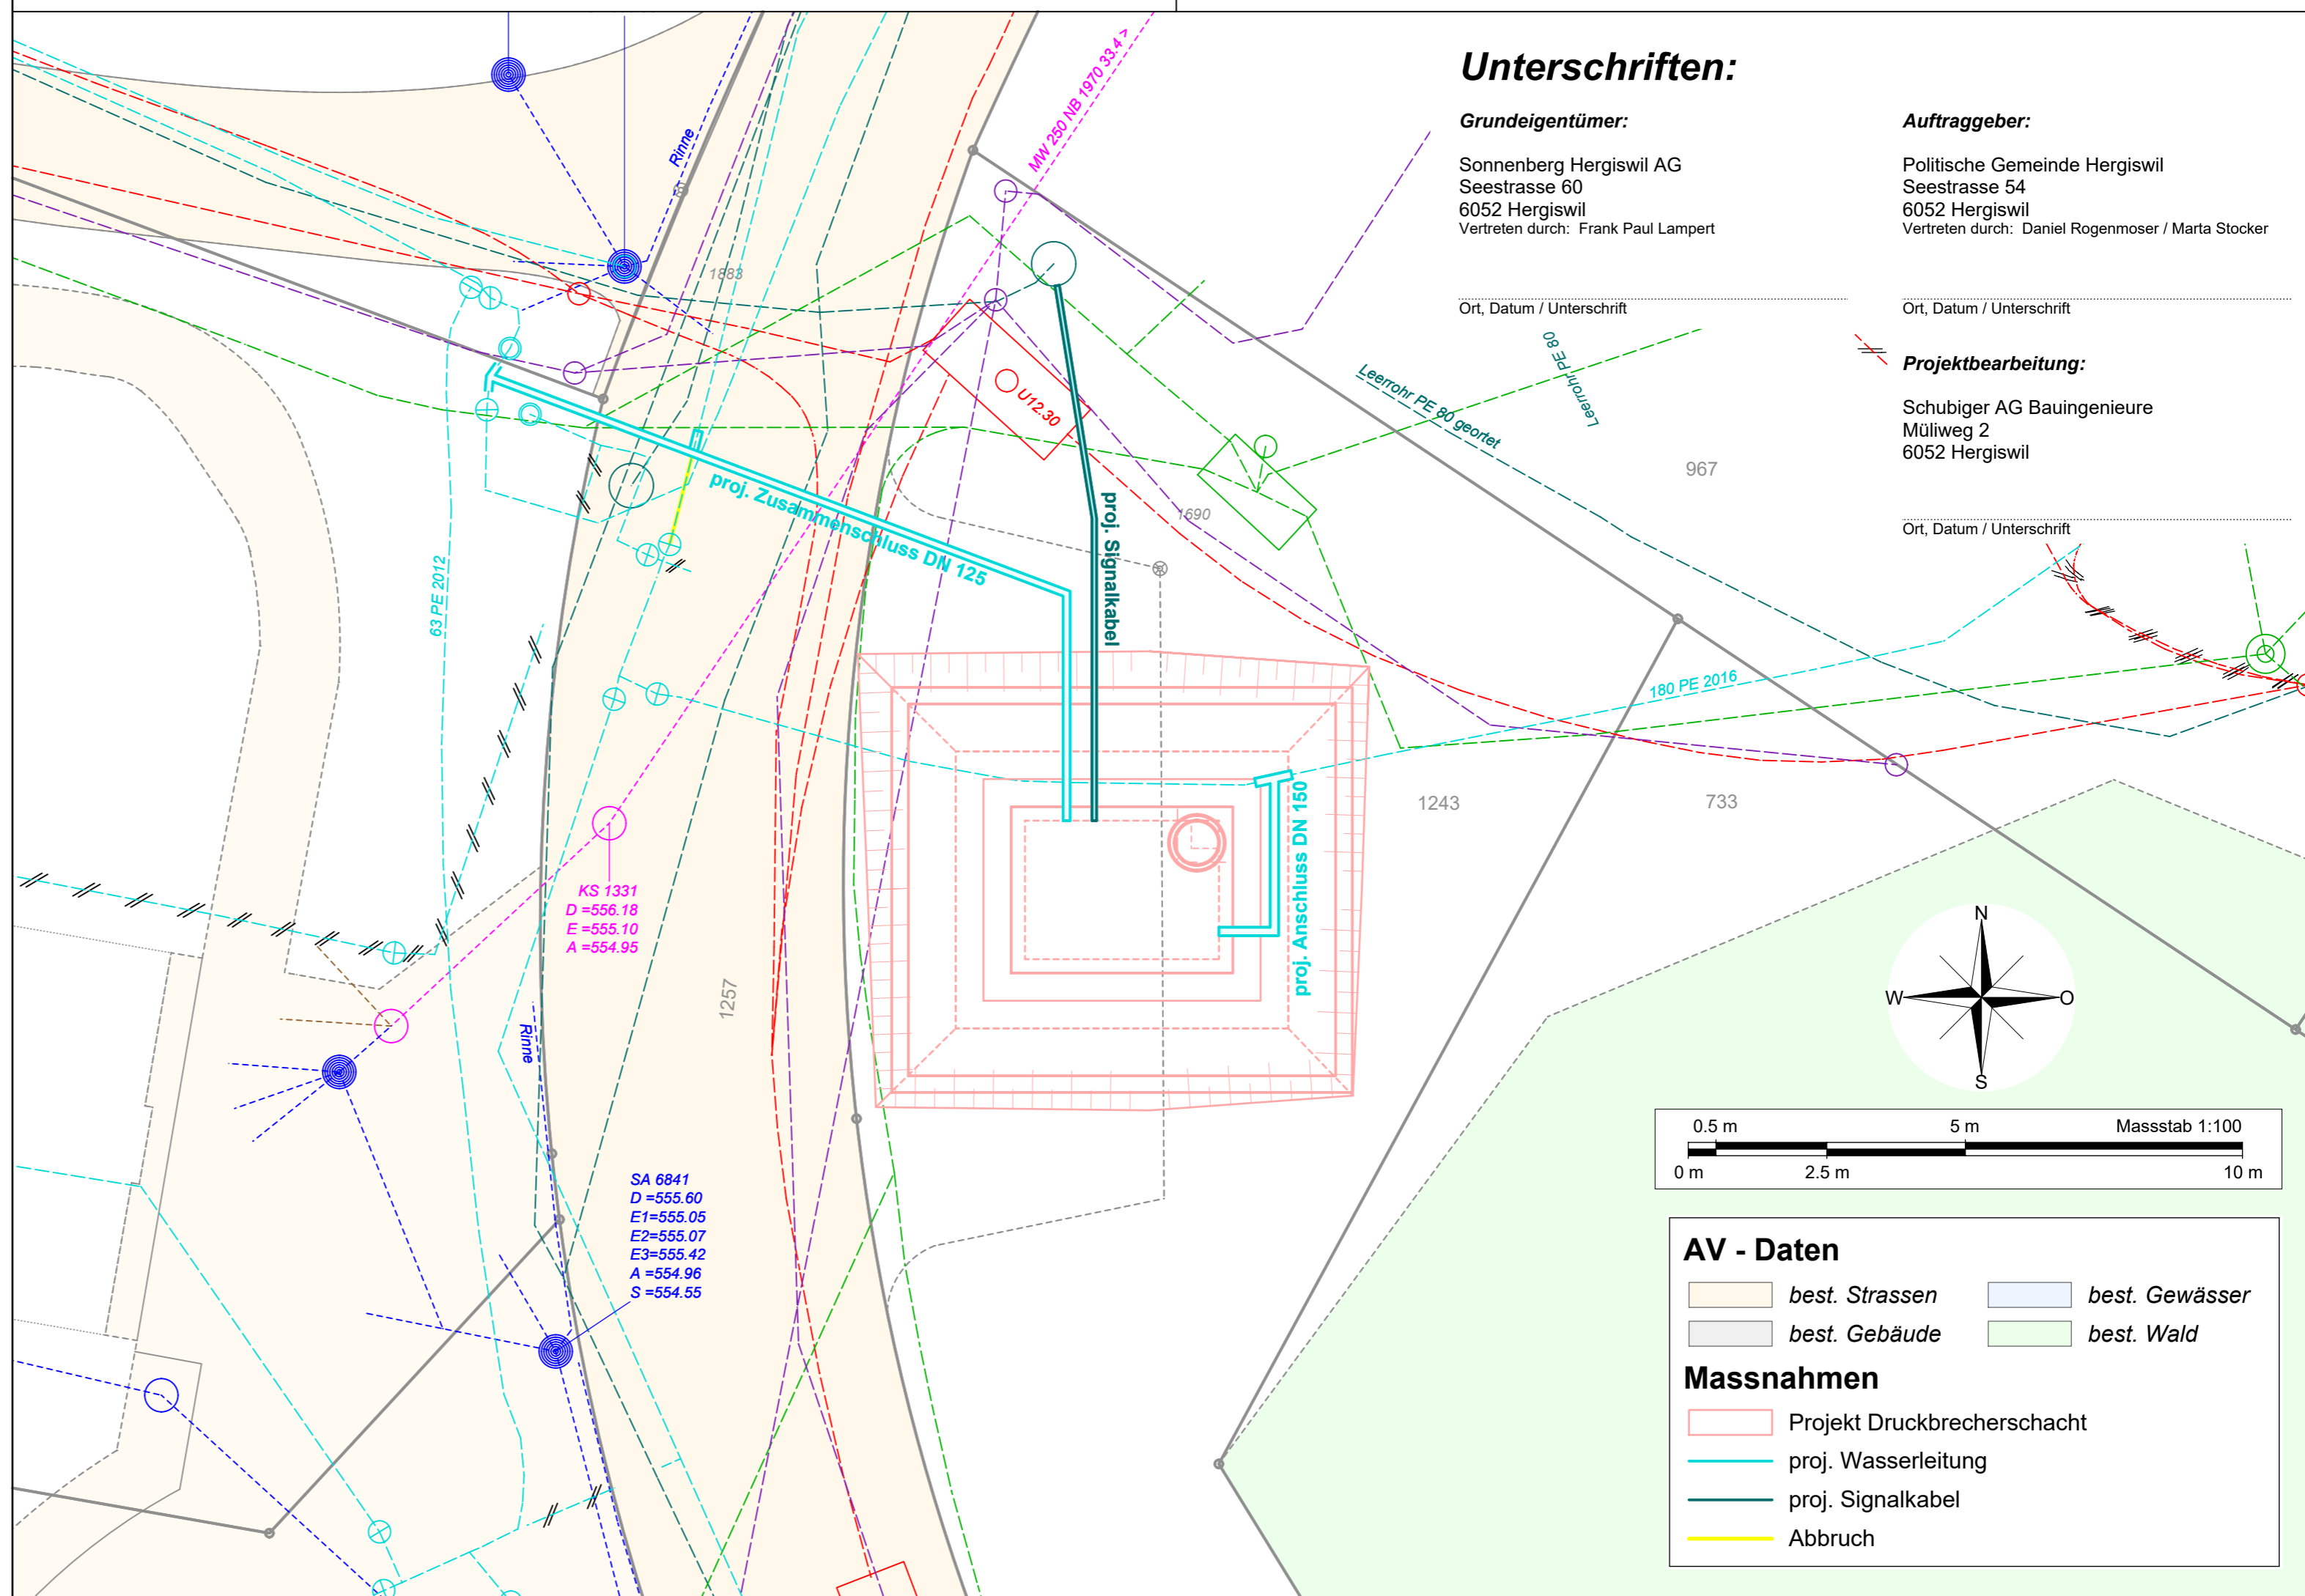 Unterschriften:
Grundeigentümer:
Sonnenberg Hergiswil AG
Seestrasse 60
6052 Hergiswil
Vertreten durch: Frank Paul Lampert
Ort, Datum / Unterschrift
Auftraggeber:
Politische Gemeinde Hergiswil
Seestrasse 54
6052 Hergiswil
Vertreten durch: Daniel Rogenmoser / Marta Stocker
Ort, Datum / Unterschrift
Projektbearbeitung:
Schubiger AG Bauingenieure
Müliweg 2
6052 Hergiswil
Ort, Datum / Unterschrift
MW 250 NB 1970 33.4 >
Rinne
1883
U12.30
Leerrohr PE 80
Leerrohr PE 80 geortet
967
1690
proj. Zusammenschluss DN 125
proj. Signalkabel
63 PE 2012
180 PE 2016
1243
733
proj. Anschluss DN 150
KS 1331
D =556.18
E =555.10
A =554.95
1257
Rinne
SA 6841
D =555.60
E1=555.05
E2=555.07
E3=555.42
A =554.96
S =554.55
N
W
O
S
0.5 m 5 m Massstab 1:100
0 m 2.5 m 10 m
AV - Daten
best. Strassen best. Gewässer
best. Gebäude best. Wald
Massnahmen
Projekt Druckbrecherschacht
proj. Wasserleitung
proj. Signalkabel
Abbruch